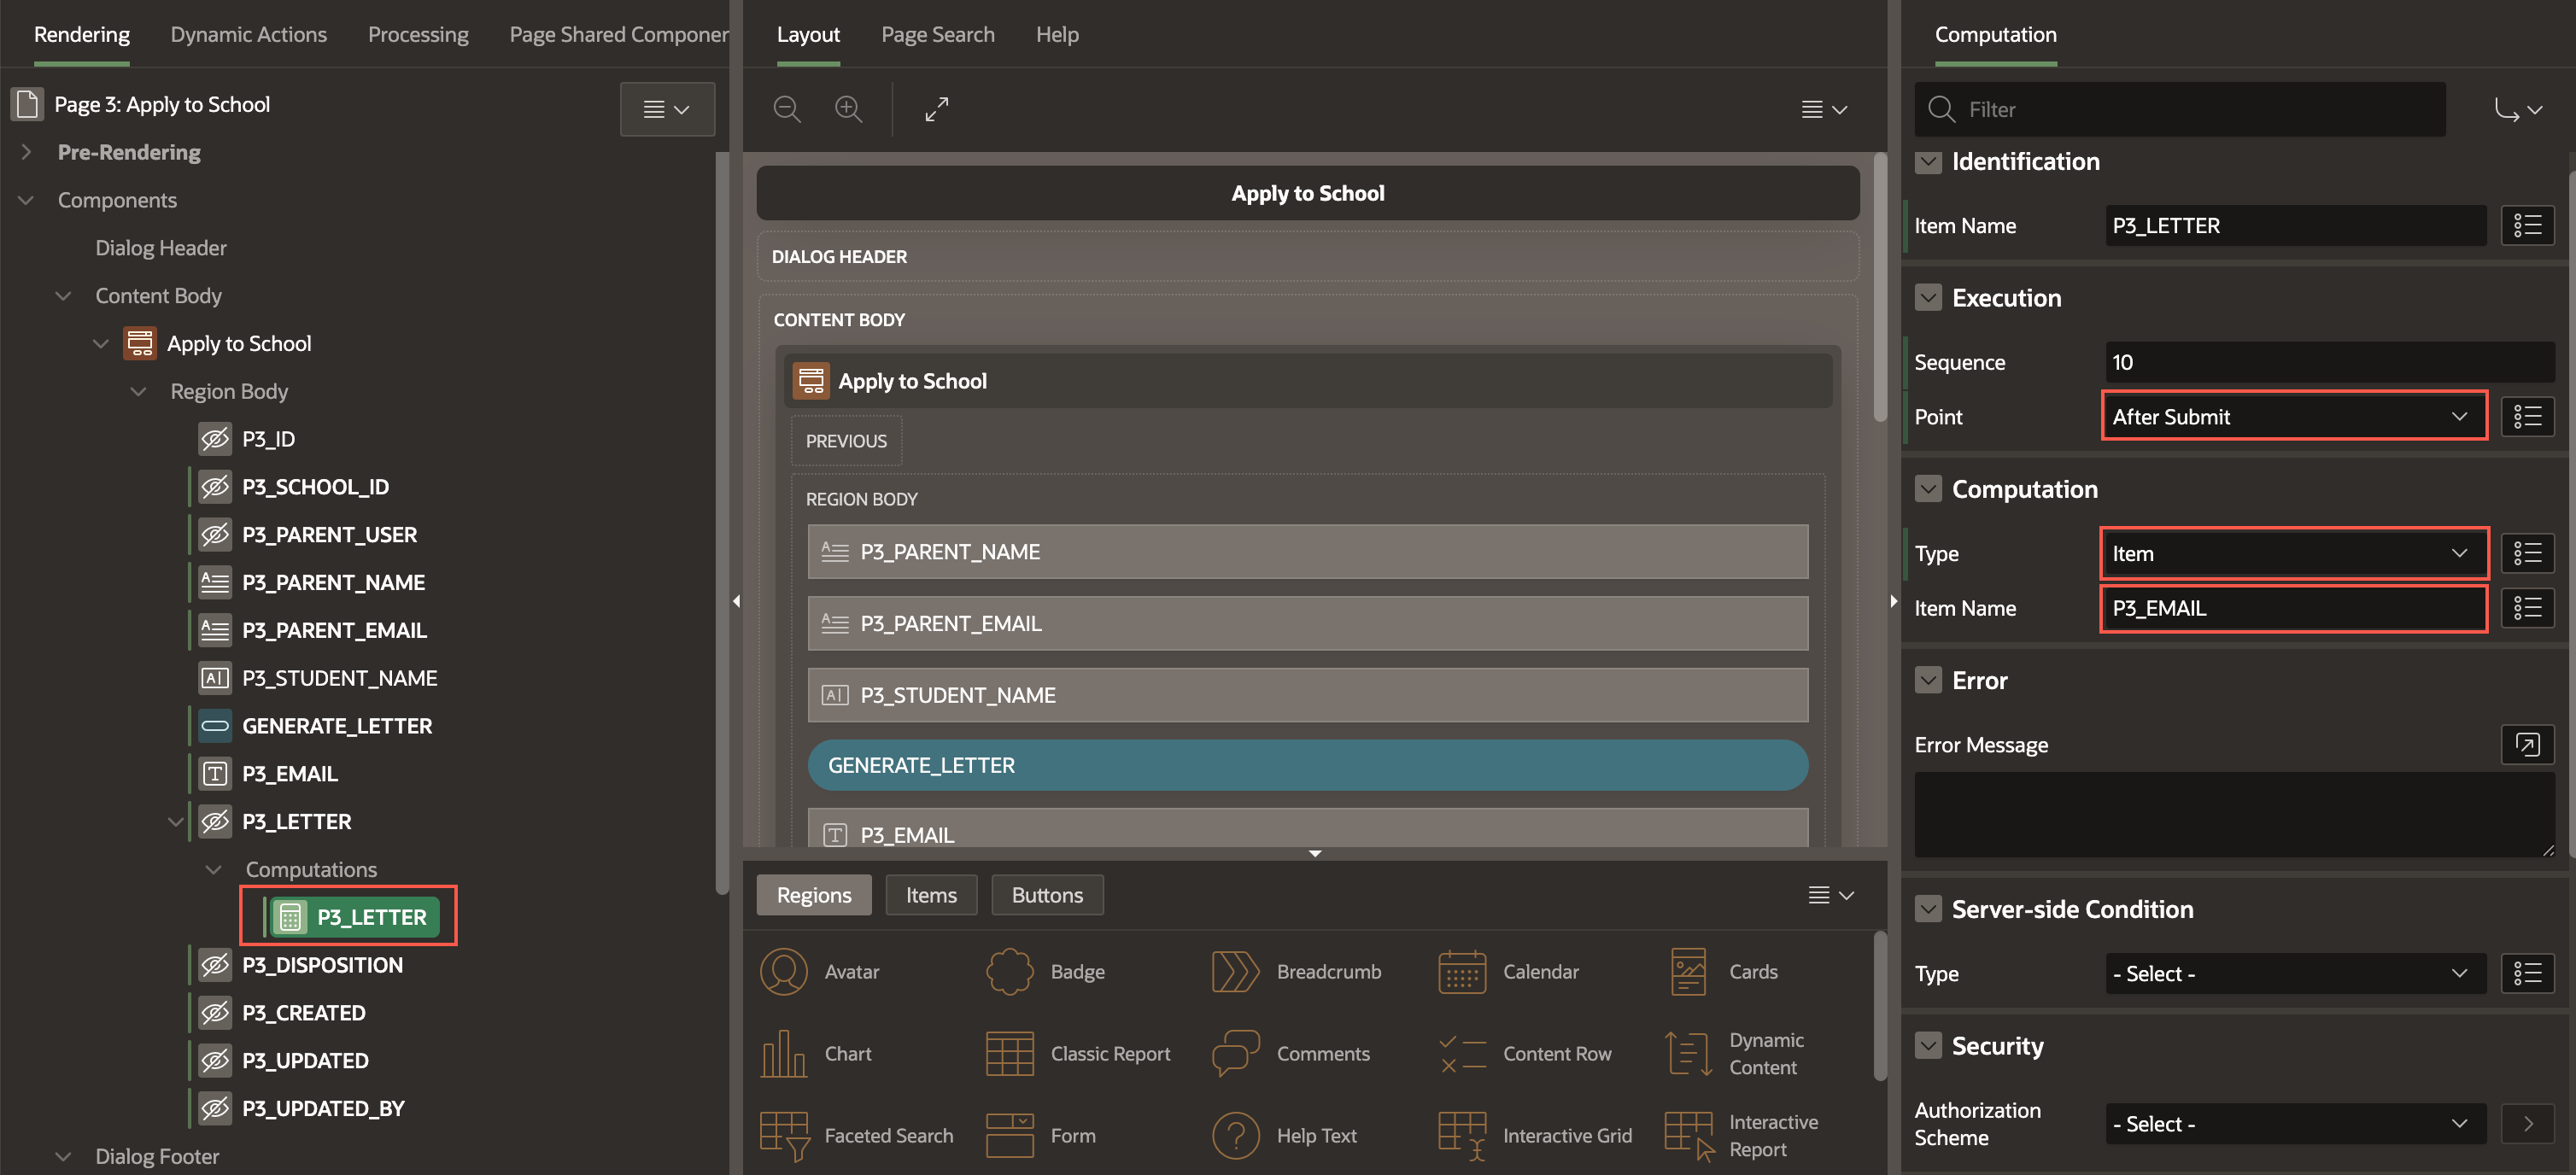 Rendering
Dynamic Actions
Processing
Page Shared Componer
Page 3: Apply to School
Pre-Rendering
Components
Dialog Header
Content Body
Apply to School
Region Body
P3_ID
P3_SCHOOL_ID
P3_PARENT_USER
P3_PARENT_NAME
P3_PARENT_EMAIL
P3_STUDENT_NAME
GENERATE_LETTER
P3_EMAIL
P3_LETTER
Computations
P3_LETTER
P3_DISPOSITION
P3_CREATED
P3_UPDATED
P3_UPDATED_BY
Dialog Footer
Layout
Page Search
Help
Apply to School
DIALOG HEADER
CONTENT BODY
Apply to School
PREVIOUS
REGION BODY
P3_PARENT_NAME
P3_PARENT_EMAIL
P3_STUDENT_NAME
GENERATE_LETTER
P3_EMAIL
Regions
Items
Buttons
Avatar
Badge
Breadcrumb
Calendar
Cards
Chart
Classic Report
Comments
Content Row
Dynamic
Content
Faceted Search
Form
Help Text
Interactive Grid
Interactive
Report
Computation
Filter
Identification
Item Name
P3_LETTER
Execution
Sequence
10
Point
After Submit
Computation
Type
Item
Item Name
P3_EMAIL
Error
Error Message
Server-side Condition
Type
- Select -
Security
Authorization
Scheme
- Select -